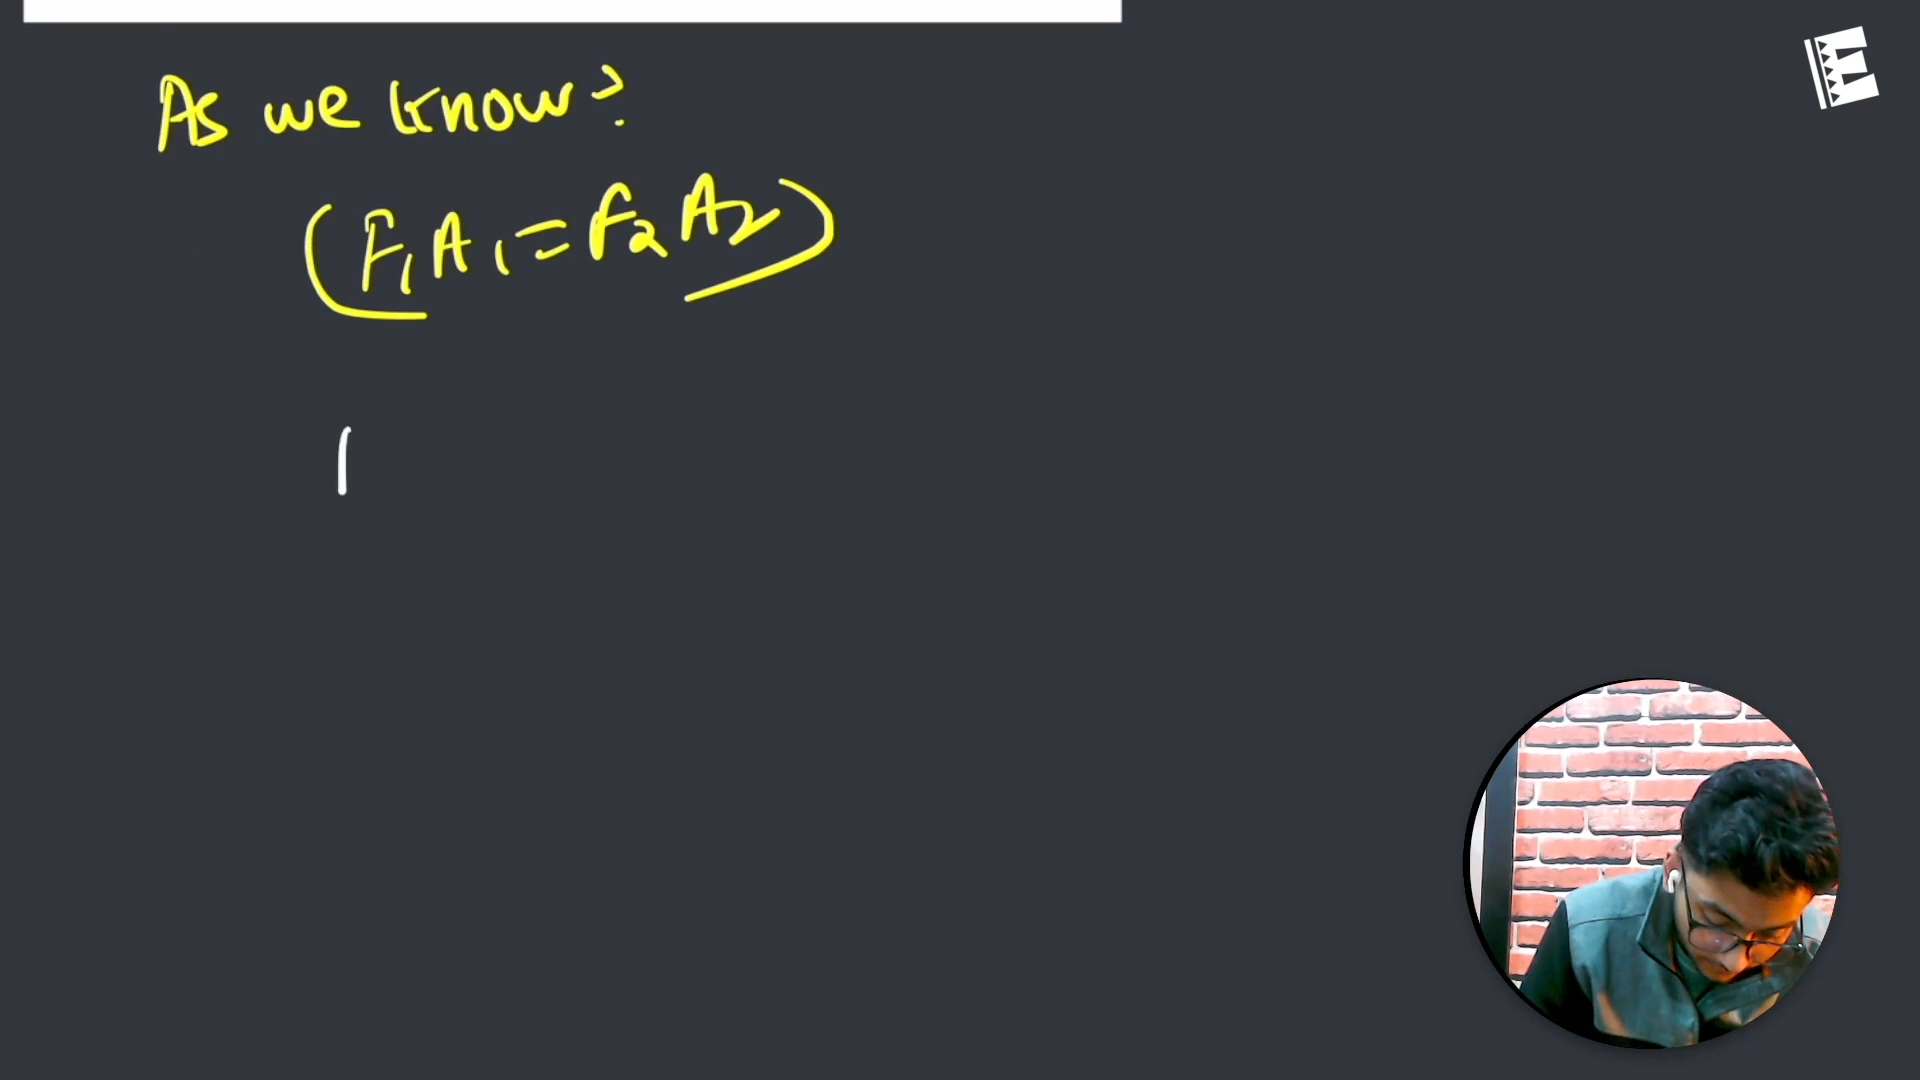 As we know?
(F₁A₁ = F₂A₂)